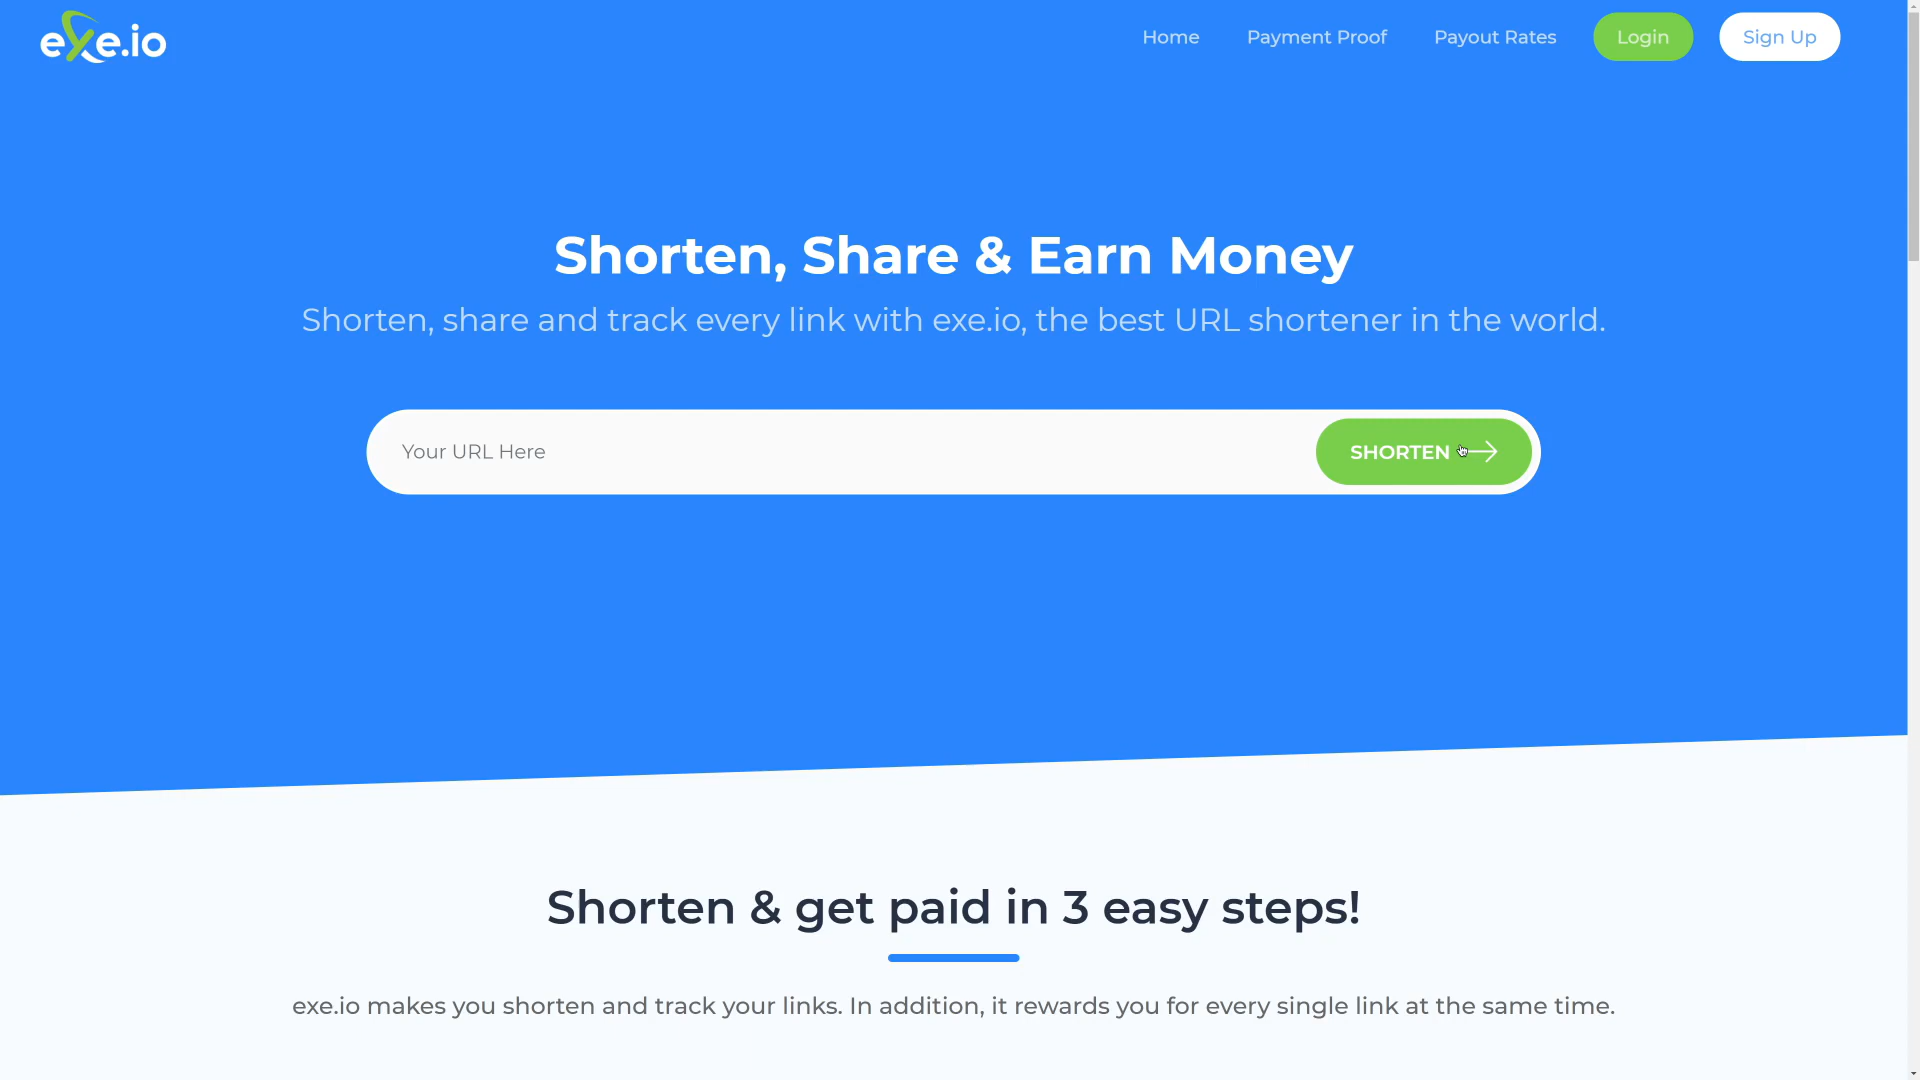 exe.io
Home
Payment Proof
Payout Rates
Login
Sign Up
Shorten, Share & Earn Money
Shorten, share and track every link with exe.io, the best URL shortener in the world.
Your URL Here
SHORTEN
Shorten & get paid in 3 easy steps!
exe.io makes you shorten and track your links. In addition, it rewards you for every single link at the same time.